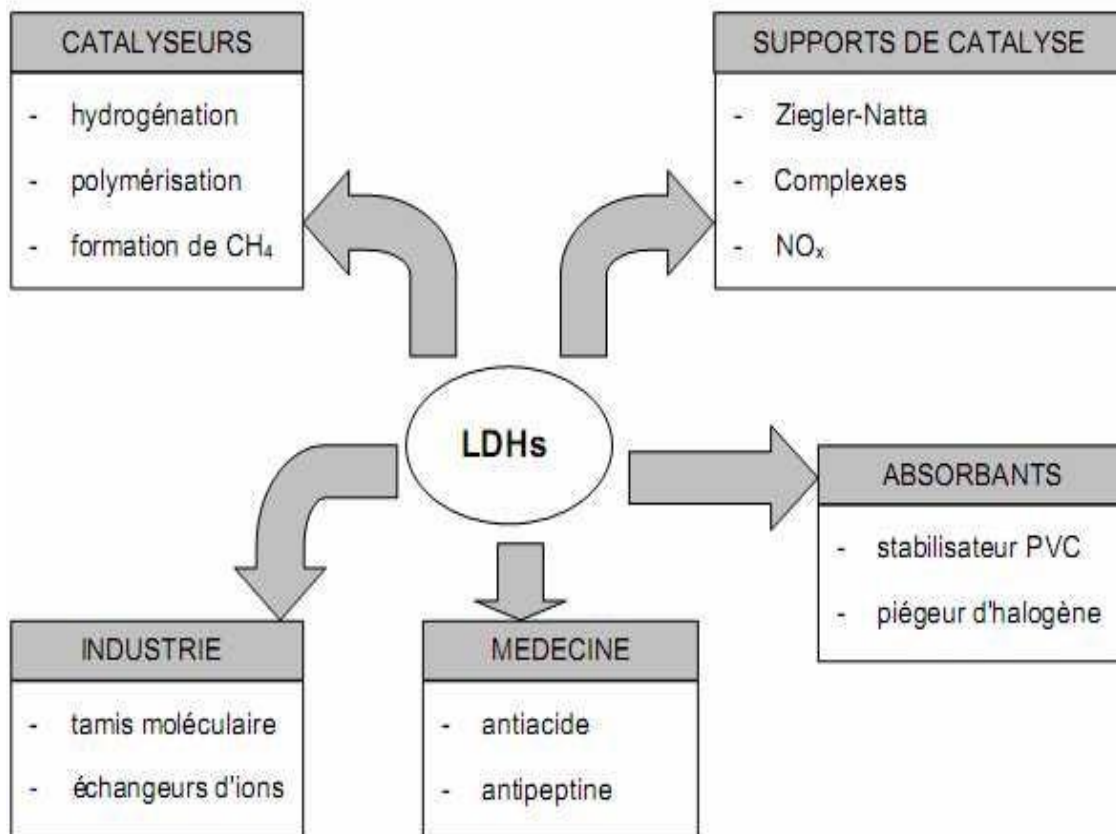 CATALYSEURS
- hydrogénation
- polymérisation
- formation de CH₄
SUPPORTS DE CATALYSE
- Ziegler-Natta
- Complexes
- NOₓ
LDHs
ABSORBANTS
- stabilisateur PVC
- piégeur d'halogène
INDUSTRIE
- tamis moléculaire
- échangeurs d'ions
MEDECINE
- antiacide
- antipeptine